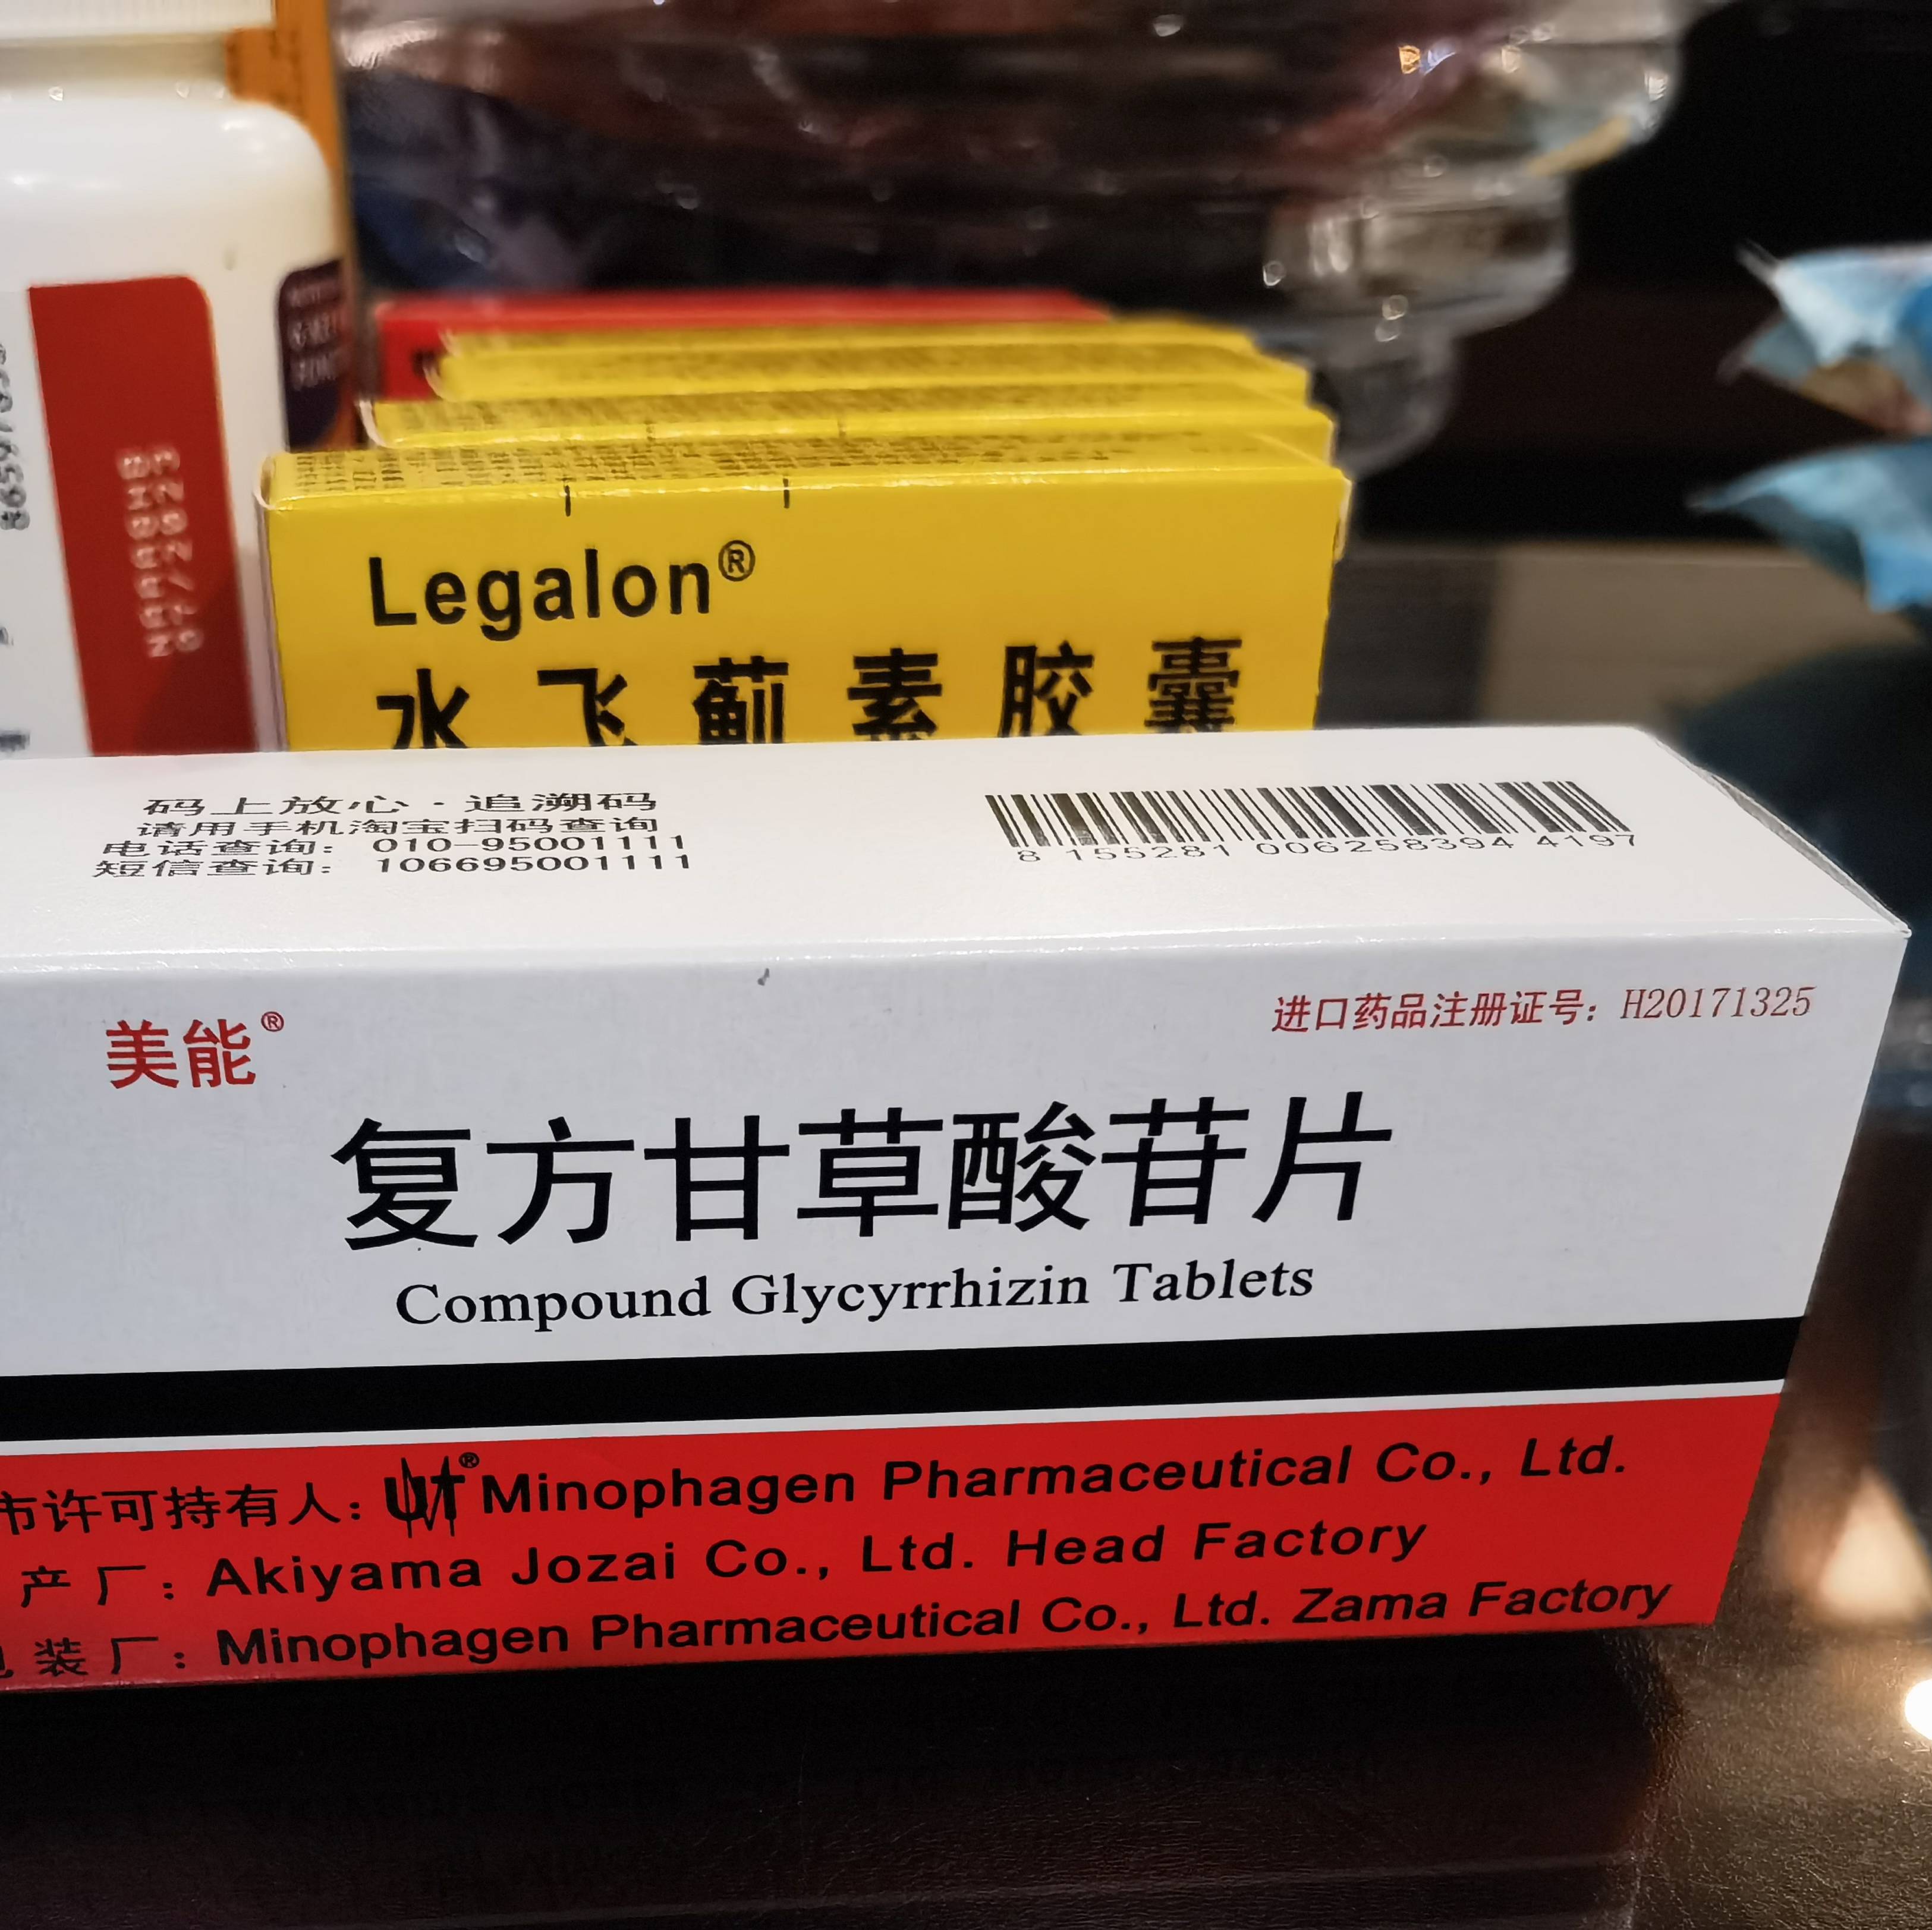 Legalon®
水飞蓟素胶囊
码上放心·追溯码
请用手机淘宝扫码查询
电话查询：010-95001111
短信查询：106695001111
8 155281 006258394 4197
美能®
进口药品注册证号：H20171325
复方甘草酸苷片
Compound Glycyrrhizin Tablets
市许可持有人：® Minophagen Pharmaceutical Co., Ltd.
产厂：Akiyama Jozai Co., Ltd. Head Factory
装厂：Minophagen Pharmaceutical Co., Ltd. Zama Factory